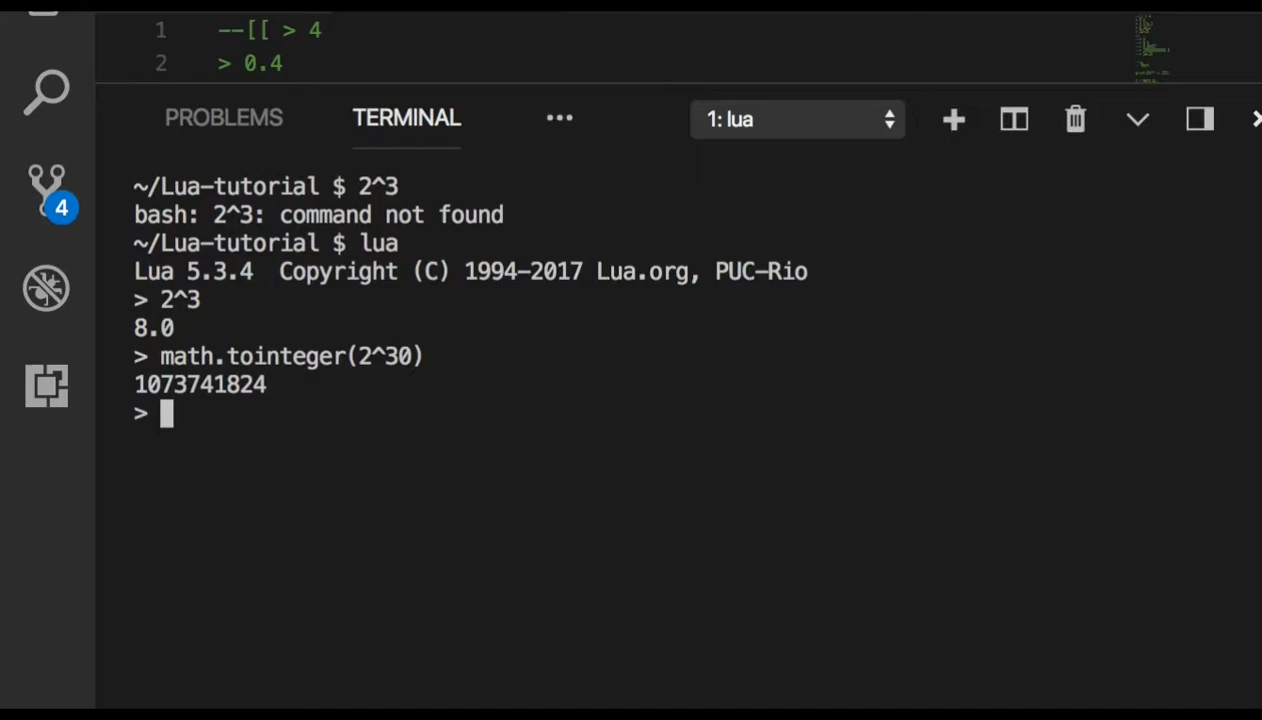 1 --[[ > 4
2 > 0.4
PROBLEMS TERMINAL ••• 1: lua
~/Lua-tutorial $ 2^3
bash: 2^3: command not found
~/Lua-tutorial $ lua
Lua 5.3.4  Copyright (C) 1994-2017 Lua.org, PUC-Rio
> 2^3
8.0
> math.tointeger(2^30)
1073741824
>
4